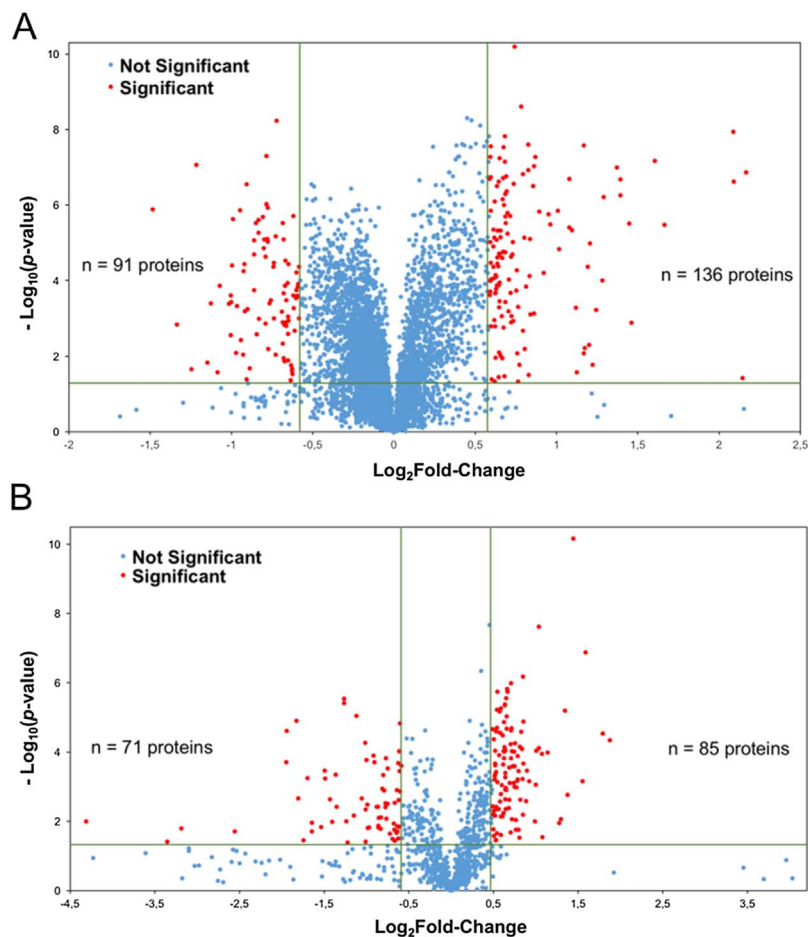 A
10
8
6
4
2
0
- Log10(p-value)
Not Significant
Significant
n = 91 proteins
n = 136 proteins
-2 -1,5 -1 -0,5 0 0,5 1 1,5 2 2,5
Log2Fold-Change
B
10
8
6
4
2
0
- Log10(p-value)
Not Significant
Significant
n = 71 proteins
n = 85 proteins
-4,5 -3,5 -2,5 -1,5 -0,5 0,5 1,5 2,5 3,5
Log2Fold-Change